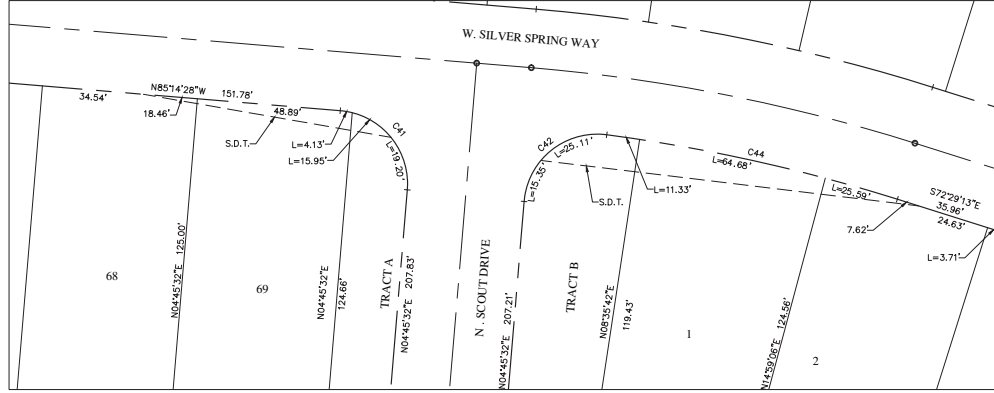 W. SILVER SPRING WAY
N85°14'28"W 151.78'
34.54'
18.46'
48.89'
S.D.T.
L=4.13'
L=15.95'
C41
L=19.20'
C42
L=25.11'
L=15.35'
C44
L=64.68'
L=11.33'
S.D.T.
L=25.59'
S72°29'13"E
35.96'
24.63'
7.62'
L=3.71'
68
N04°45'32"E 125.00'
69
N04°45'32"E
124.66'
TRACT A
N04°45'32"E 207.83'
N . SCOUT DRIVE
N04°45'32"E 207.21'
TRACT B
N08°35'42"E
119.43'
1
N14°59'06"E 124.56'
2